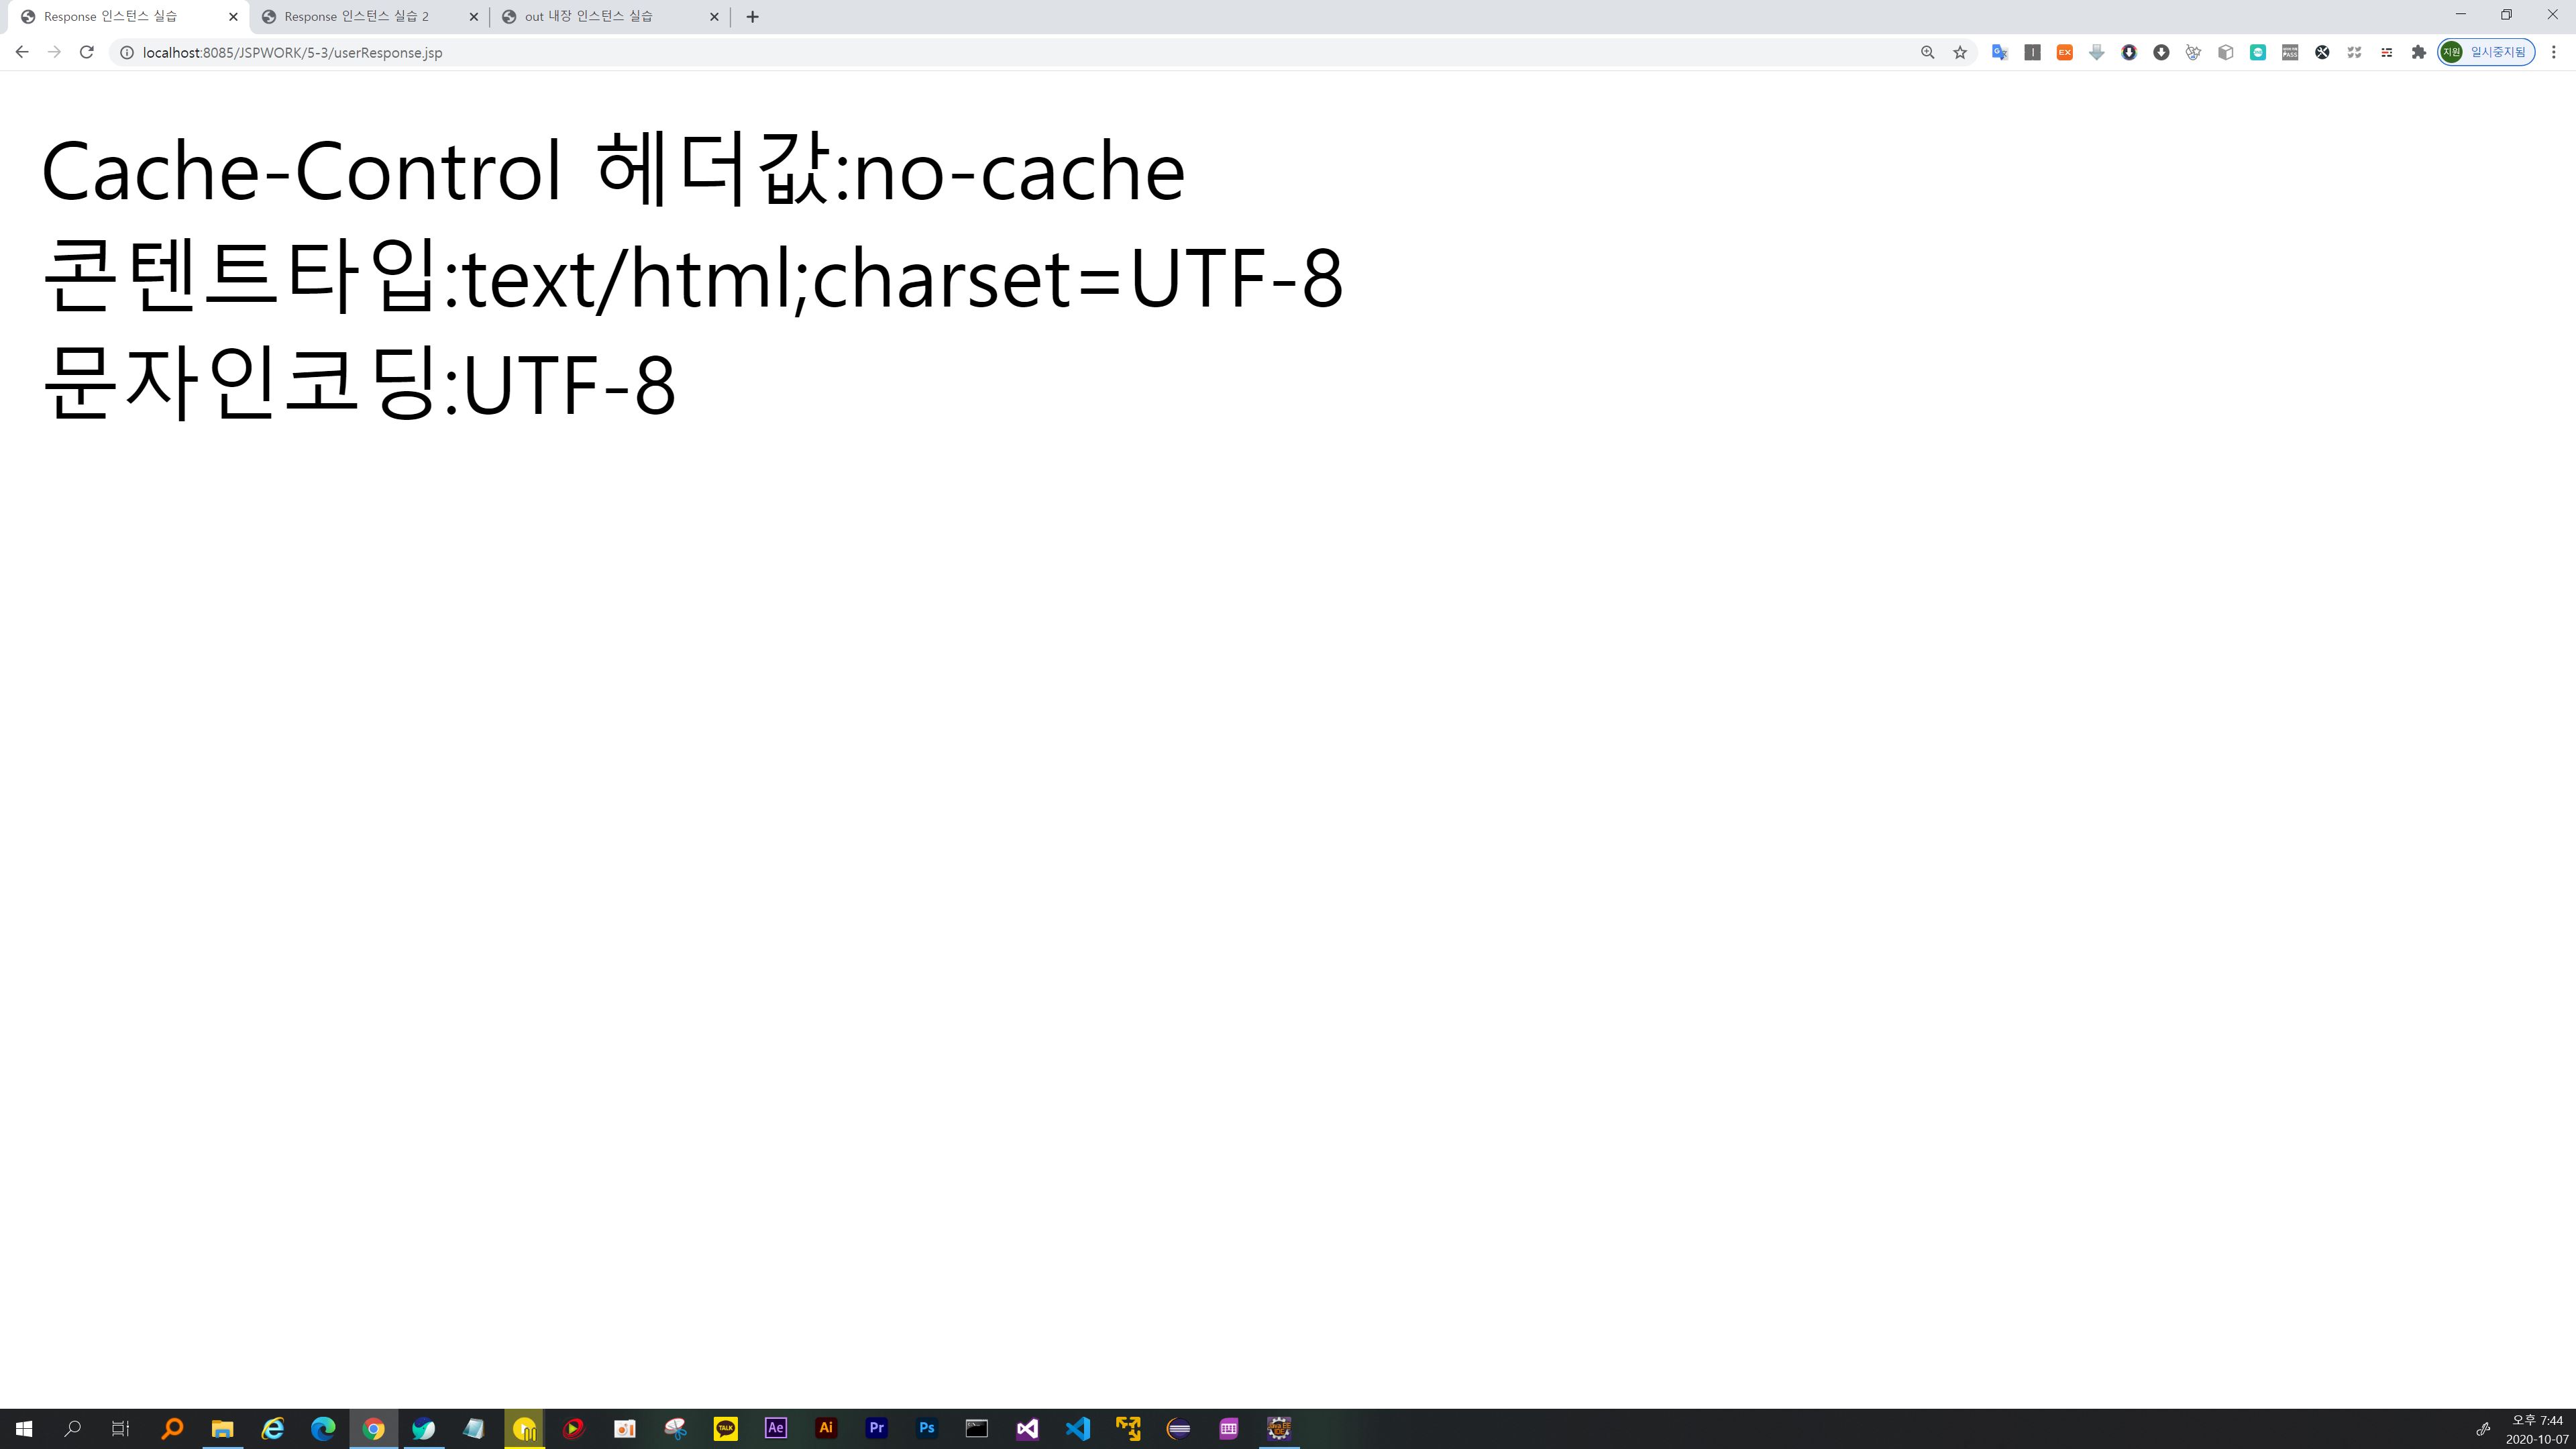 Response 인스턴스 실습
Response 인스턴스 실습 2
out 내장 인스턴스 실습
localhost:8085/JSPWORK/5-3/userResponse.jsp
EX
지원
일시중지됨
Cache-Control 헤더값:no-cache
콘텐트타입:text/html;charset=UTF-8
문자인코딩:UTF-8
TALK
Ae
Ai
Pr
Ps
오후 7:44
2020-10-07